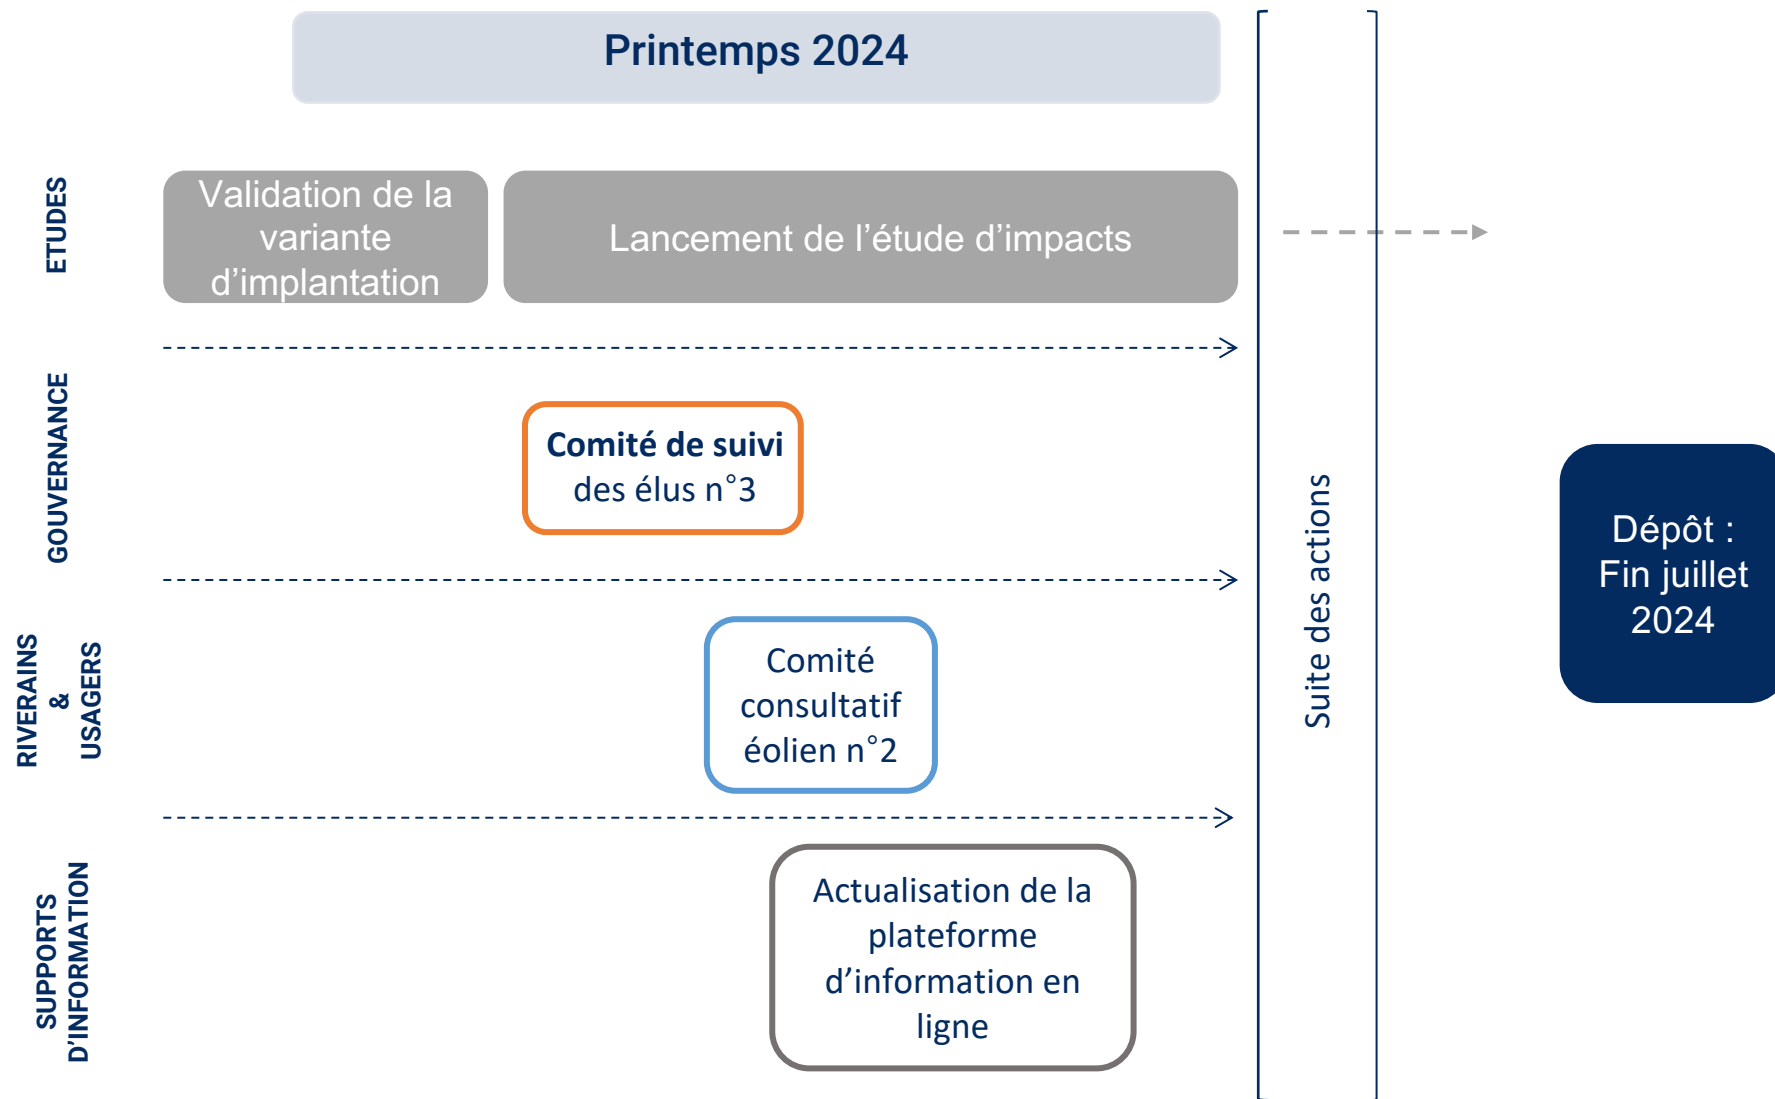 Printemps 2024
ETUDES
Validation de la
variante
d’implantation
Lancement de l’étude d’impacts
GOUVERNANCE
Comité de suivi
des élus n°3
RIVERAINS
&
USAGERS
Comité
consultatif
éolien n°2
SUPPORTS
D'INFORMATION
Actualisation de la
plateforme
d’information en
ligne
Suite des actions
Dépôt :
Fin juillet
2024